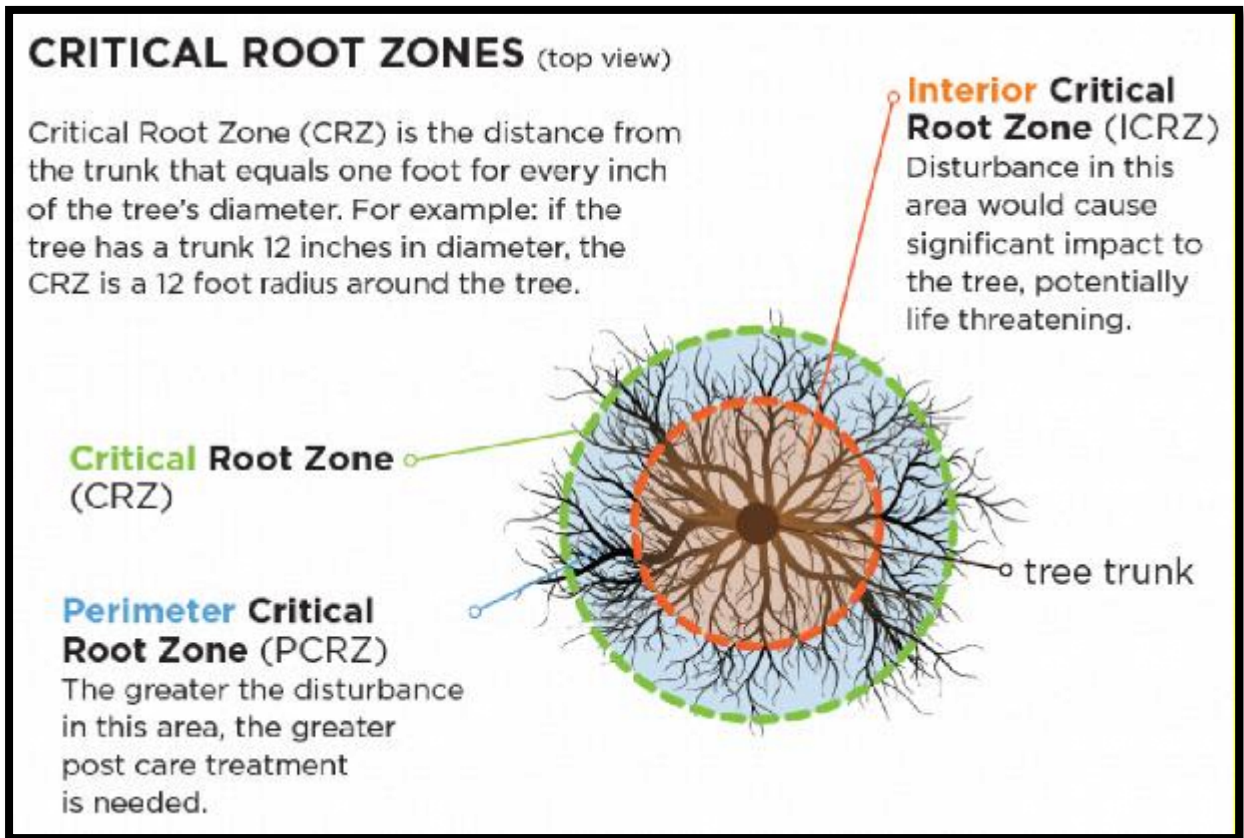 CRITICAL ROOT ZONES (top view)
Critical Root Zone (CRZ) is the distance from
the trunk that equals one foot for every inch
of the tree's diameter. For example: if the
tree has a trunk 12 inches in diameter, the
CRZ is a 12 foot radius around the tree.
Interior Critical
Root Zone (ICRZ)
Disturbance in this
area would cause
significant impact to
the tree, potentially
life threatening.
Critical Root Zone
(CRZ)
tree trunk
Perimeter Critical
Root Zone (PCRZ)
The greater the disturbance
in this area, the greater
post care treatment
is needed.